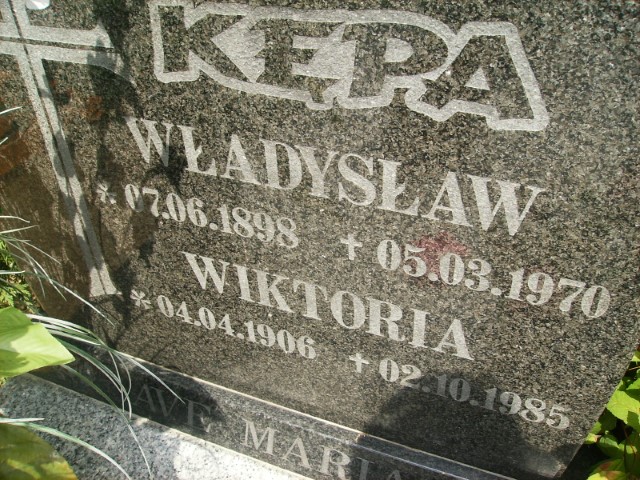 KĘPA
WŁADYSŁAW
* 07.06.1898 + 05.03.1970
WIKTORIA
* 04.04.1906 + 02.10.1985
AVE MARIA